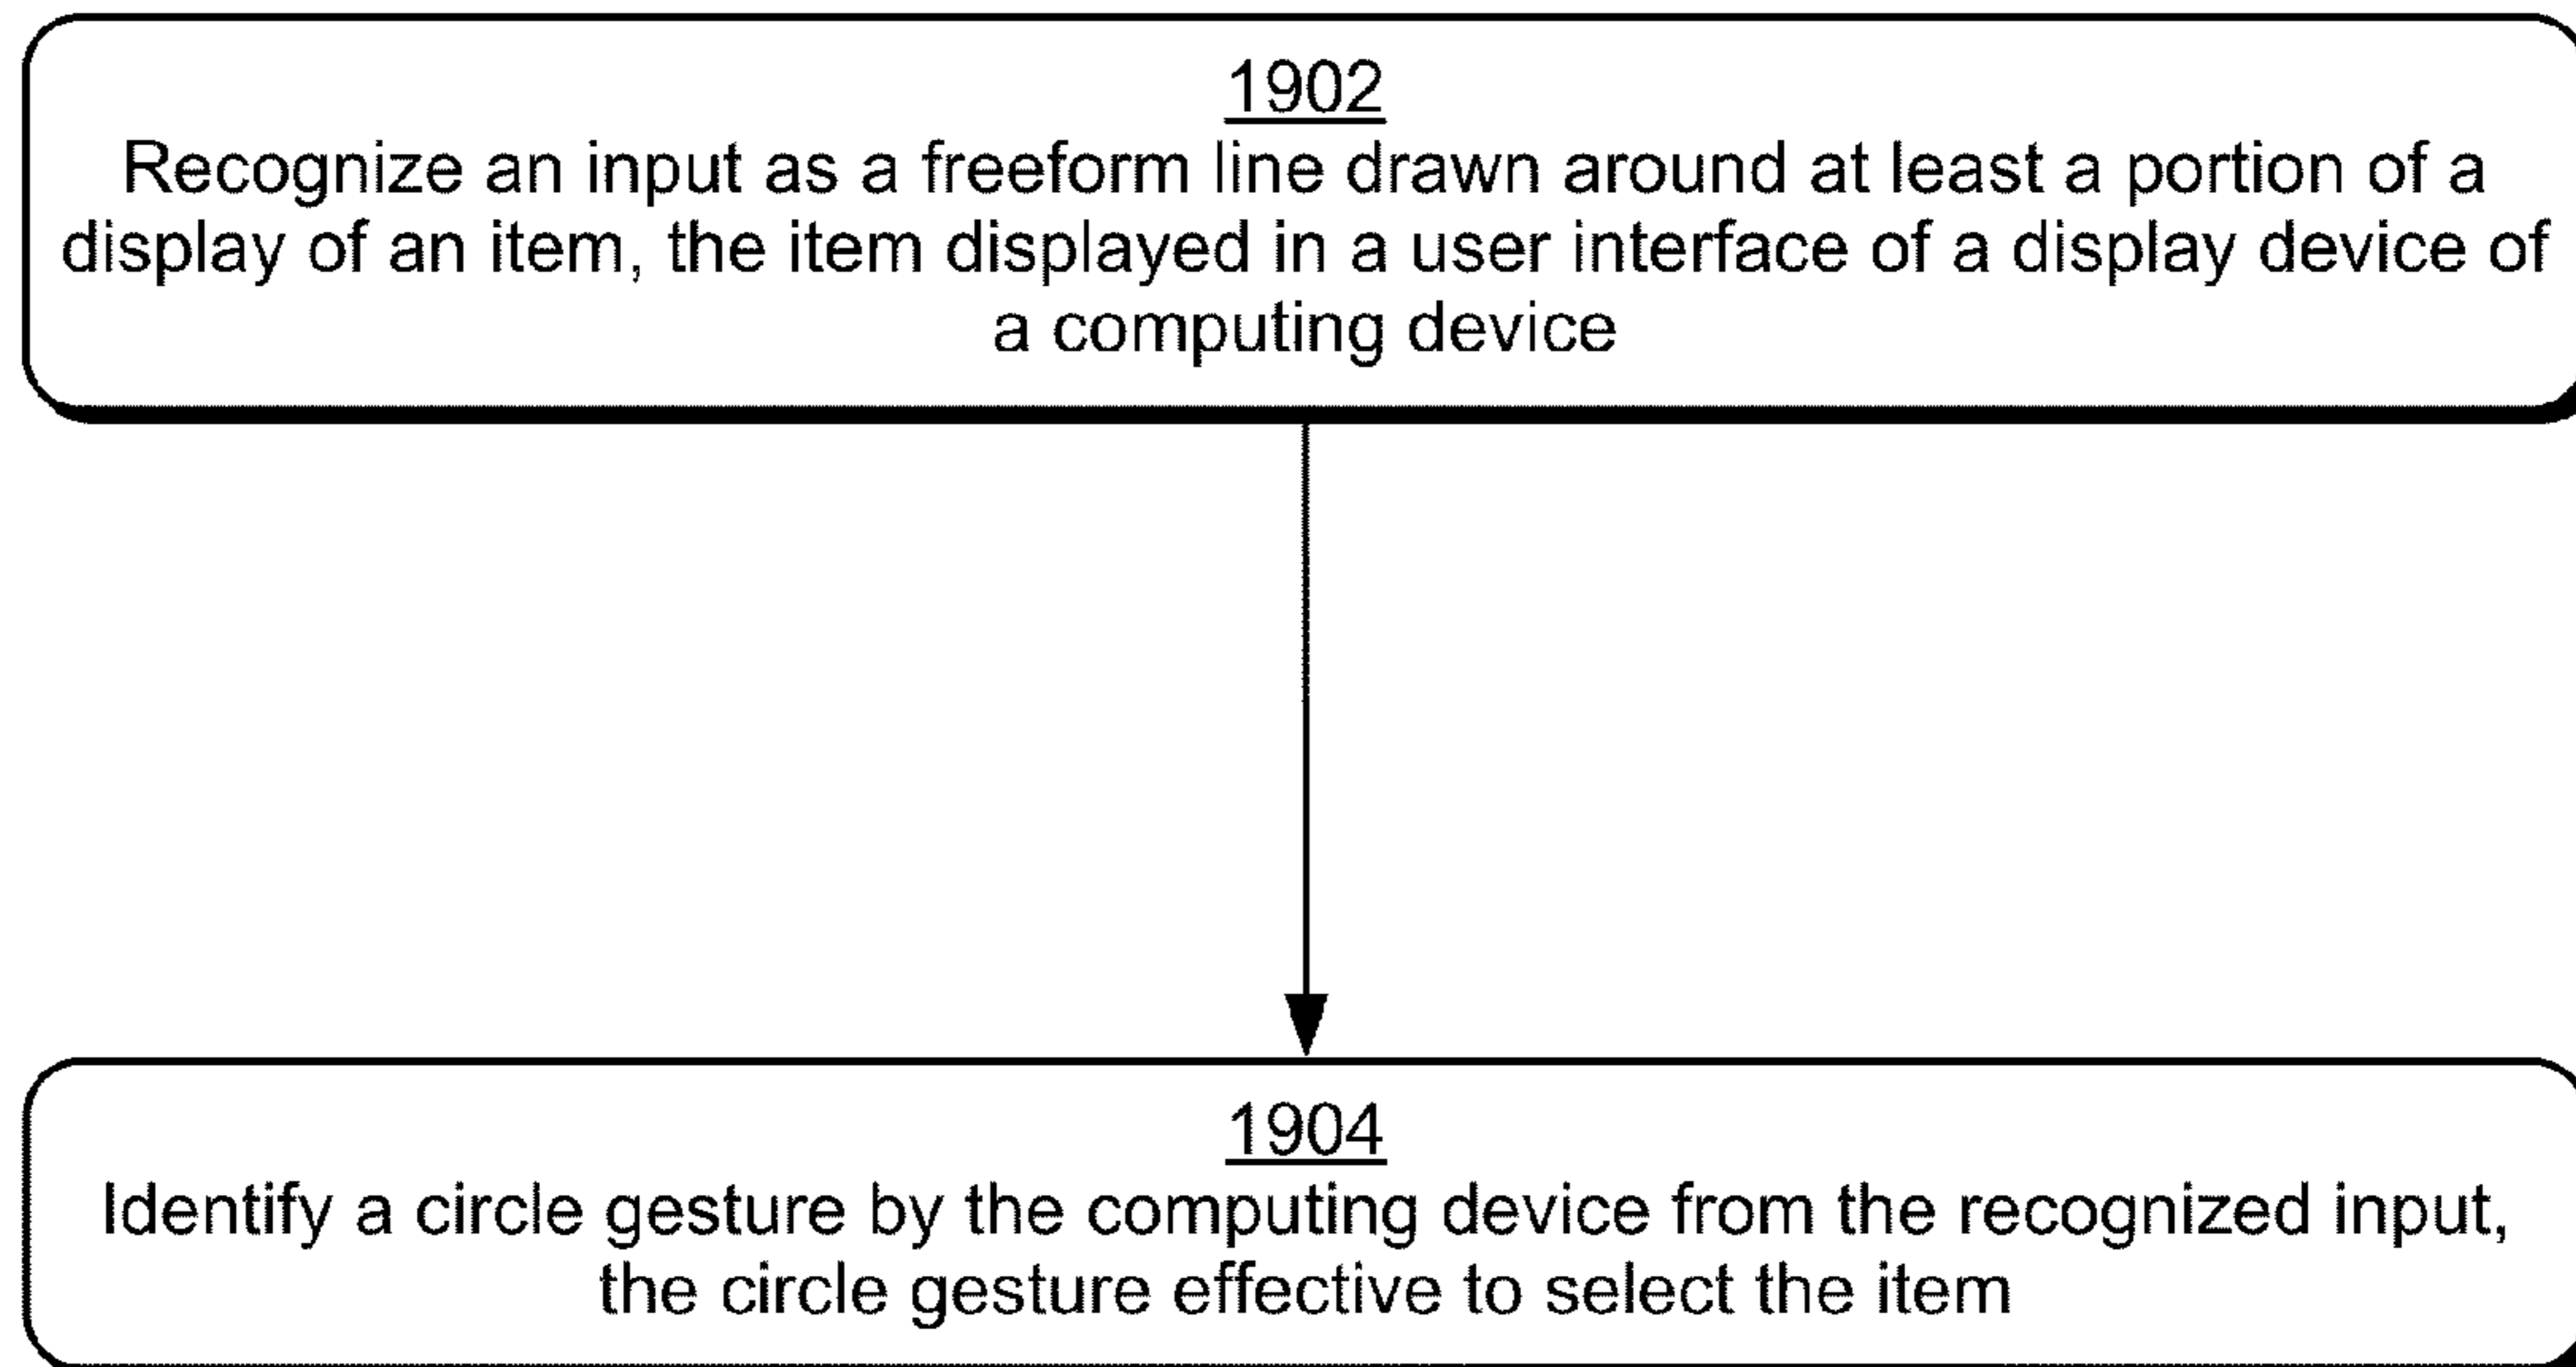 1902
Recognize an input as a freeform line drawn around at least a portion of a
display of an item, the item displayed in a user interface of a display device of
a computing device
1904
Identify a circle gesture by the computing device from the recognized input,
the circle gesture effective to select the item